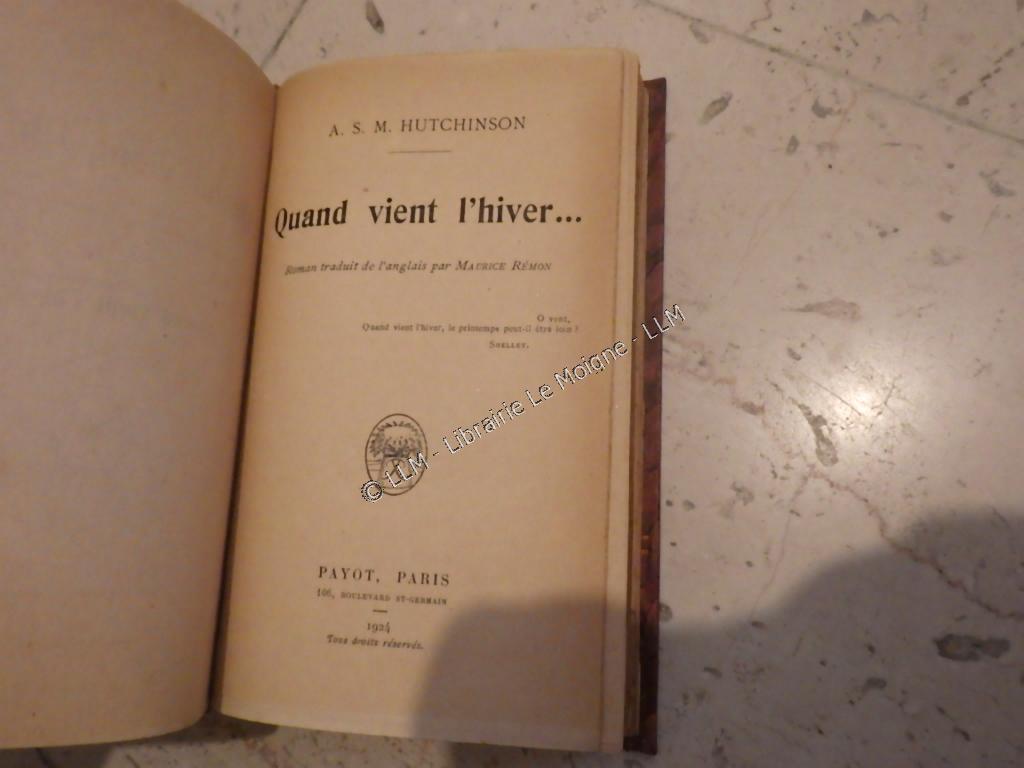 A. S. M. HUTCHINSON
Quand vient l'hiver...
Roman traduit de l'anglais par MAURICE RÉMON
O vent,
Quand vient l'hiver, le printemps peut-il être loin ?
SHELLEY.
© LLM - Librairie Le Moigne - LLM
PAYOT, PARIS
106, BOULEVARD ST-GERMAIN
1924
Tous droits réservés.